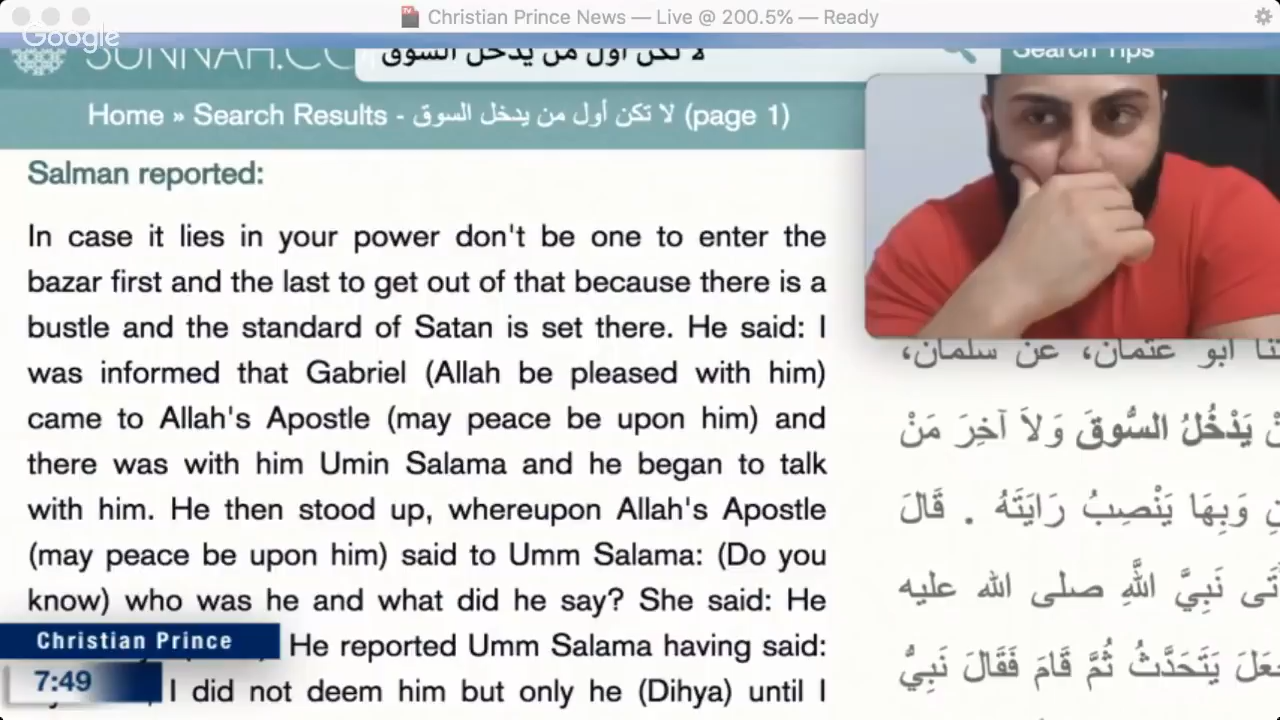 Christian Prince News — Live @ 200.5% — Ready
Google
SUNNAH.CO
لا تكن أول من يدخل السوق
Search Tips
Home » Search Results - لا تكن أول من يدخل السوق (page 1)
Salman reported:
In case it lies in your power don't be one to enter the
bazar first and the last to get out of that because there is a
bustle and the standard of Satan is set there. He said: I
was informed that Gabriel (Allah be pleased with him)
came to Allah's Apostle (may peace be upon him) and
there was with him Umin Salama and he began to talk
with him. He then stood up, whereupon Allah's Apostle
(may peace be upon him) said to Umm Salama: (Do you
know) who was he and what did he say? She said: He
He reported Umm Salama having said:
I did not deem him but only he (Dihya) until I
أبو عثمان، عن سلمان،
يَدْخُلُ السُّوقَ وَلاَ آخِرَ مَنْ
وَبِهَا يَنْصِبُ رَايَتَهُ . قَالَ
نَبِيَّ اللَّهِ صلى الله عليه
يَتَحَدَّثُ ثُمَّ قَامَ فَقَالَ نَبِيُّ
Christian Prince
7:49